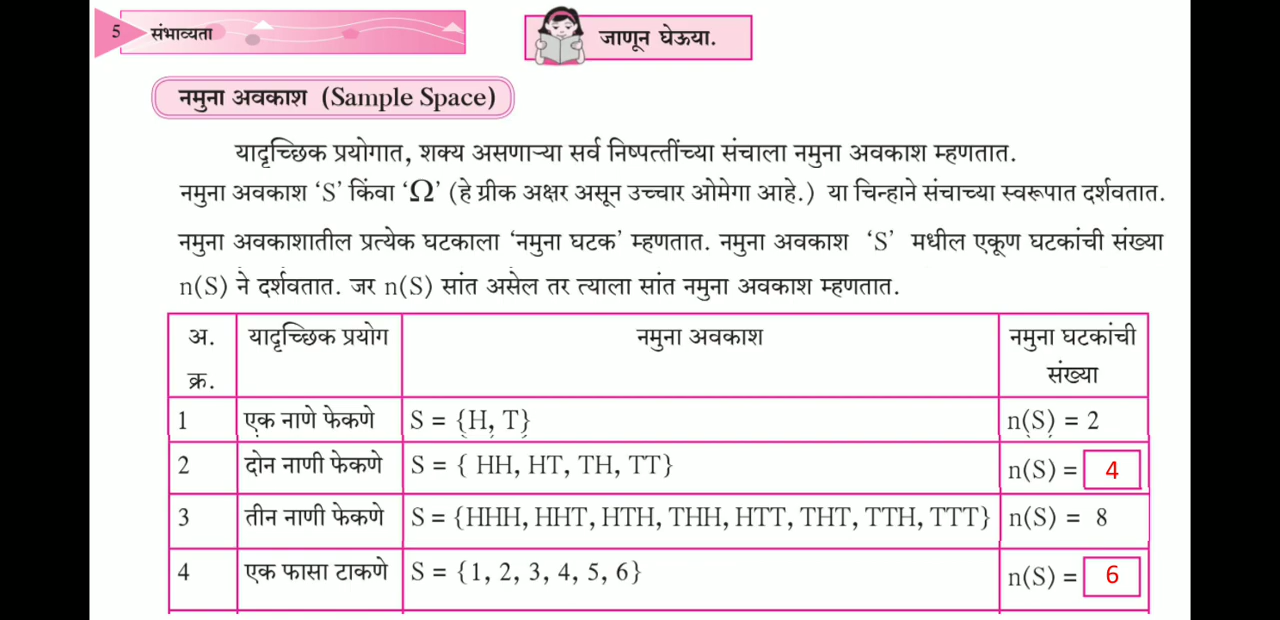 5 संभाव्यता
जाणून घेऊया.
नमुना अवकाश (Sample Space)
यादृच्छिक प्रयोगात, शक्य असणाऱ्या सर्व निष्पत्तींच्या संचाला नमुना अवकाश म्हणतात.
नमुना अवकाश ‘S’ किंवा ‘Ω’ (हे ग्रीक अक्षर असून उच्चार ओमेगा आहे.) या चिन्हाने संचाच्या स्वरूपात दर्शवतात.
नमुना अवकाशातील प्रत्येक घटकाला ‘नमुना घटक’ म्हणतात. नमुना अवकाश ‘S’ मधील एकूण घटकांची संख्या
n(S) ने दर्शवतात. जर n(S) सांत असेल तर त्याला सांत नमुना अवकाश म्हणतात.
अ. क्र. यादृच्छिक प्रयोग नमुना अवकाश नमुना घटकांची संख्या
1 एक नाणे फेकणे S = {H, T} n(S) = 2
2 दोन नाणी फेकणे S = { HH, HT, TH, TT} n(S) = 4
3 तीन नाणी फेकणे S = {HHH, HHT, HTH, THH, HTT, THT, TTH, TTT} n(S) = 8
4 एक फासा टाकणे S = {1, 2, 3, 4, 5, 6} n(S) = 6